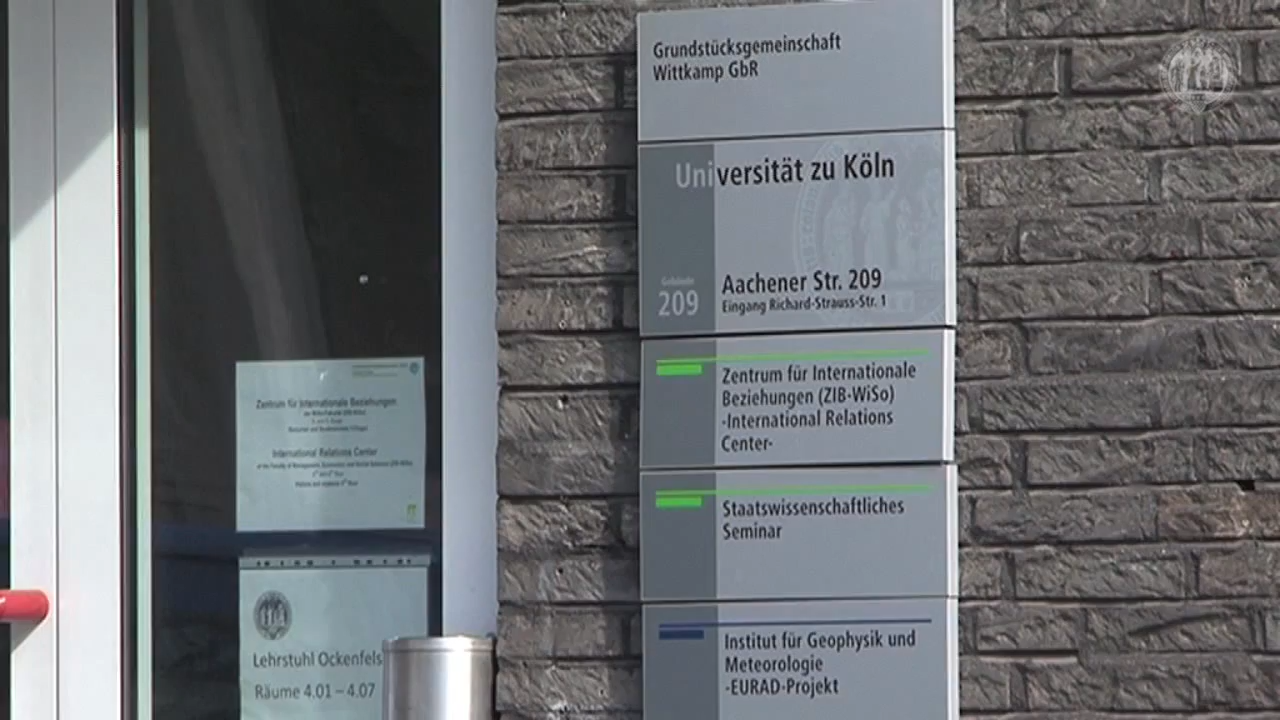 Grundstücksgemeinschaft
Wittkamp GbR
Universität zu Köln
Gebäude
209
Aachener Str. 209
Eingang Richard-Strauss-Str. 1
Zentrum für Internationale
Beziehungen (ZIB-WiSo)
-International Relations
Center-
Staatswissenschaftliches
Seminar
Institut für Geophysik und
Meteorologie
-EURAD-Projekt
Zentrum für Internationale Beziehungen
International Relations Center
Lehrstuhl Ockenfels
Räume 4.01 – 4.07